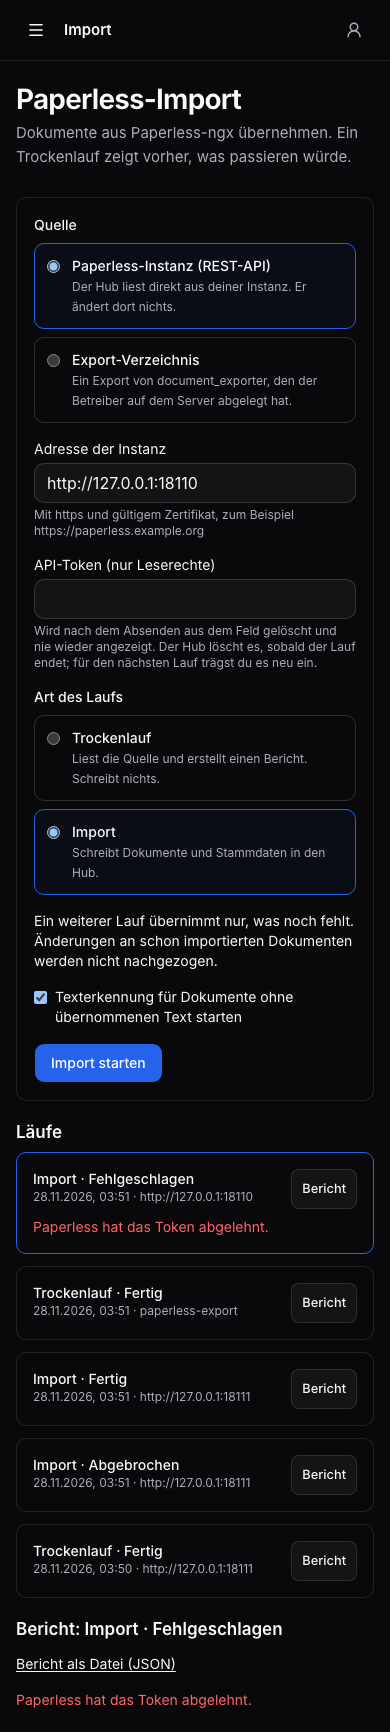 Import
Paperless-Import
Dokumente aus Paperless-ngx übernehmen. Ein
Trockenlauf zeigt vorher, was passieren würde.
Quelle
Paperless-Instanz (REST-API)
Der Hub liest direkt aus deiner Instanz. Er
ändert dort nichts.
Export-Verzeichnis
Ein Export von document_exporter, den der
Betreiber auf dem Server abgelegt hat.
Adresse der Instanz
http://127.0.0.1:18110
Mit https und gültigem Zertifikat, zum Beispiel
https://paperless.example.org
API-Token (nur Leserechte)
Wird nach dem Absenden aus dem Feld gelöscht und
nie wieder angezeigt. Der Hub löscht es, sobald der Lauf
endet; für den nächsten Lauf trägst du es neu ein.
Art des Laufs
Trockenlauf
Liest die Quelle und erstellt einen Bericht.
Schreibt nichts.
Import
Schreibt Dokumente und Stammdaten in den
Hub.
Ein weiterer Lauf übernimmt nur, was noch fehlt.
Änderungen an schon importierten Dokumenten
werden nicht nachgezogen.
Texterkennung für Dokumente ohne
übernommenen Text starten
Import starten
Läufe
Import · Fehlgeschlagen
28.11.2026, 03:51 · http://127.0.0.1:18110
Bericht
Paperless hat das Token abgelehnt.
Trockenlauf · Fertig
28.11.2026, 03:51 · paperless-export
Bericht
Import · Fertig
28.11.2026, 03:51 · http://127.0.0.1:18111
Bericht
Import · Abgebrochen
28.11.2026, 03:51 · http://127.0.0.1:18111
Bericht
Trockenlauf · Fertig
28.11.2026, 03:50 · http://127.0.0.1:18111
Bericht
Bericht: Import · Fehlgeschlagen
Bericht als Datei (JSON)
Paperless hat das Token abgelehnt.